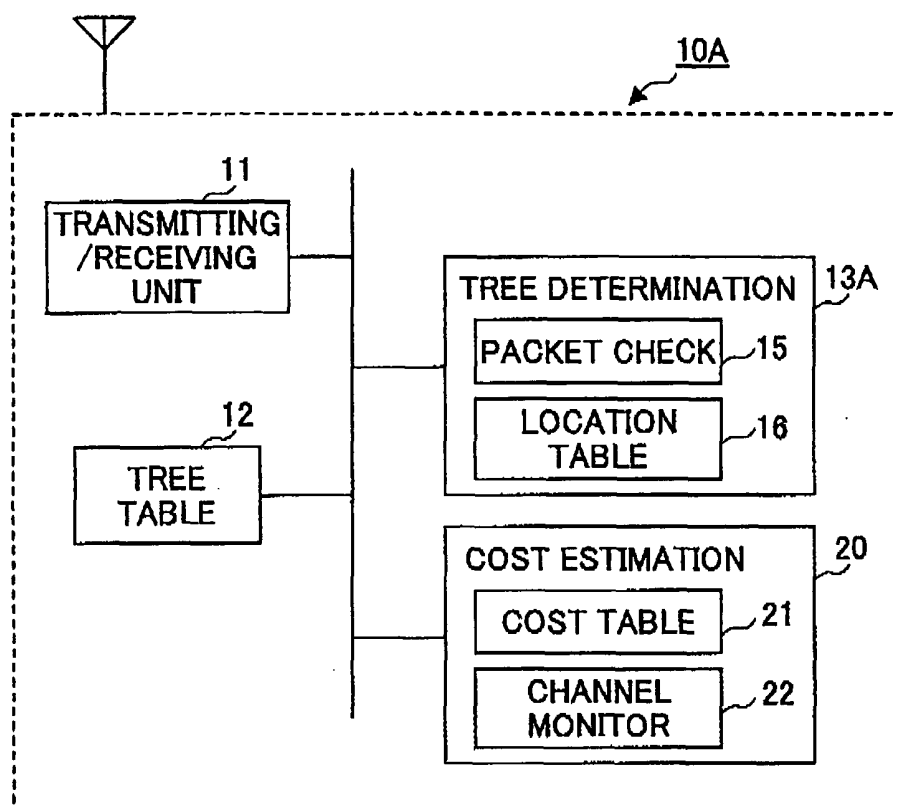 10A
11
TRANSMITTING
/RECEIVING
UNIT
TREE DETERMINATION
13A
PACKET CHECK
15
LOCATION
TABLE
16
12
TREE
TABLE
COST ESTIMATION
20
COST TABLE
21
CHANNEL
MONITOR
22